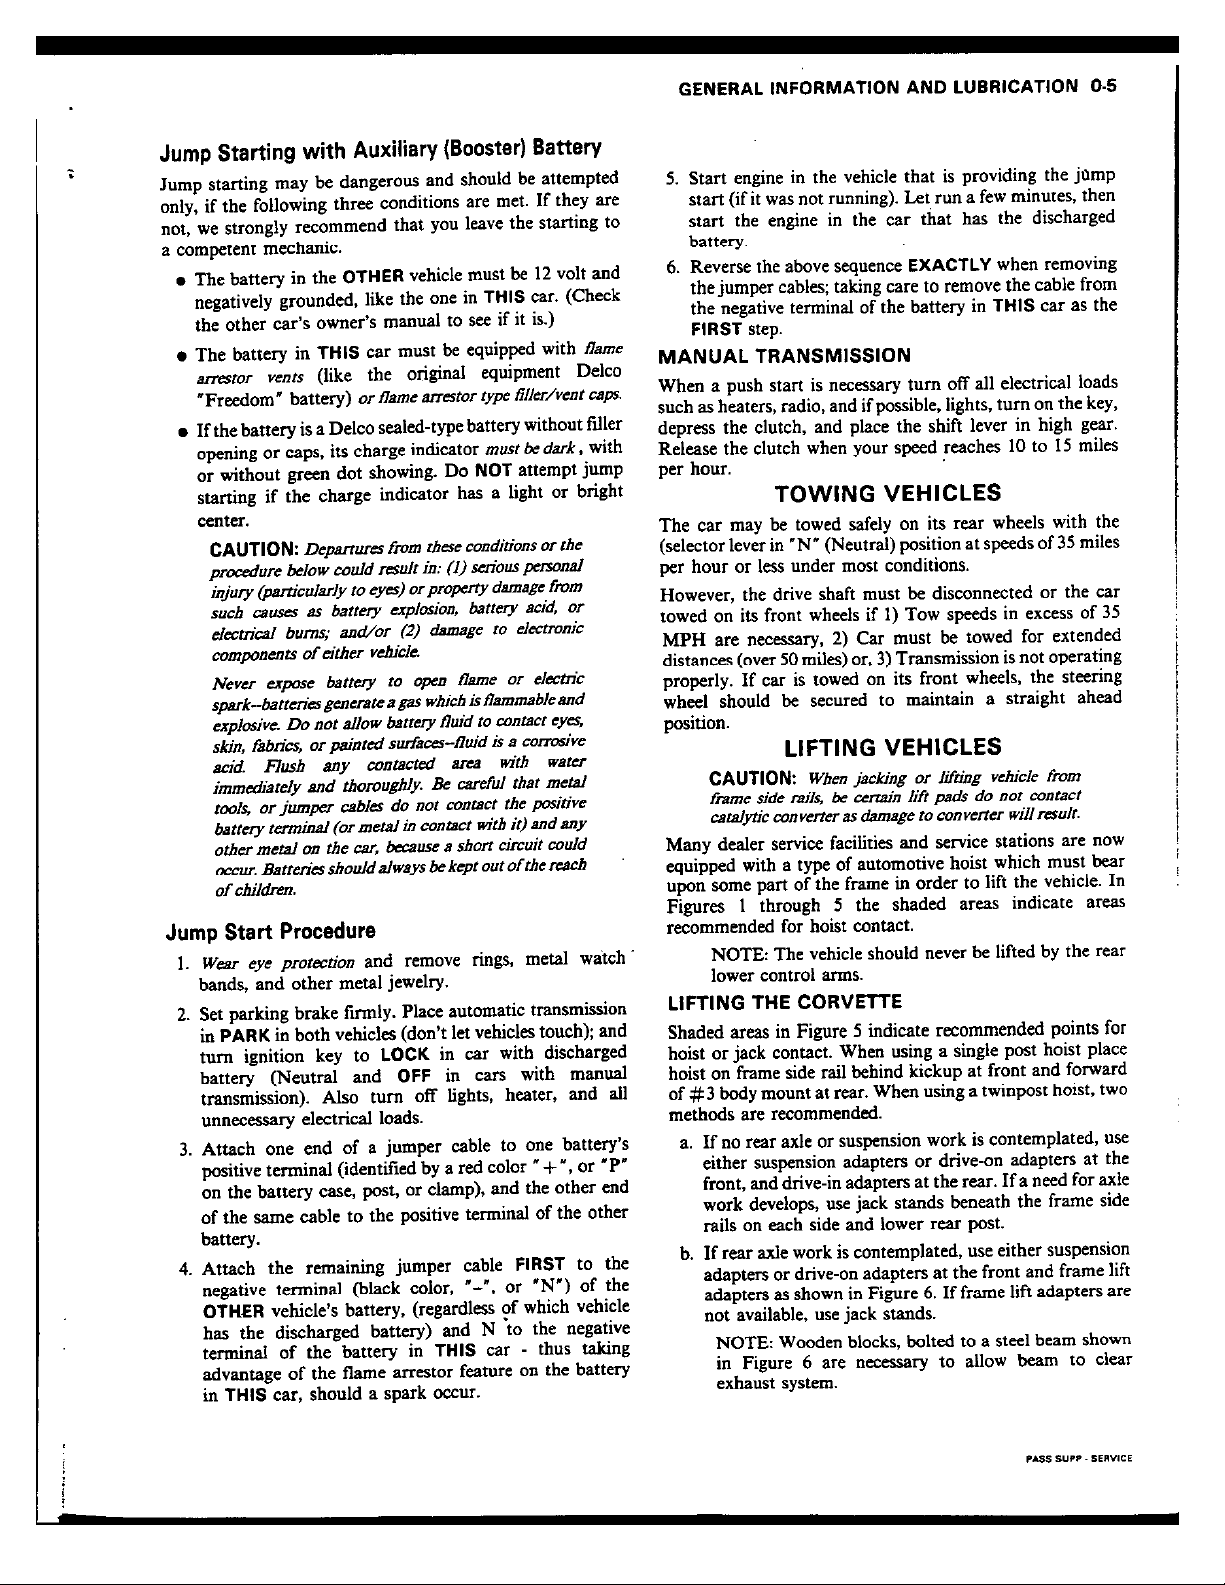 GENERAL INFORMATION AND LUBRICATION 0-5
Jump Starting with Auxiliary (Booster) Battery
Jump starting may be dangerous and should be attempted
only, if the following three conditions are met. If they are
not, we strongly recommend that you leave the starting to
a competent mechanic.
● The battery in the OTHER vehicle must be 12 volt and
negatively grounded, like the one in THIS car. (Check
the other car's owner's manual to see if it is.)
● The battery in THIS car must be equipped with flame
arrestor vents (like the original equipment Delco
"Freedom" battery) or flame arrestor type filler/vent caps.
● If the battery is a Delco sealed-type battery without filler
opening or caps, its charge indicator must be dark, with
or without green dot showing. Do NOT attempt jump
starting if the charge indicator has a light or bright
center.
CAUTION: Departures from these conditions or the
procedure below could result in: (1) serious personal
injury (particularly to eyes) or property damage from
such causes as battery explosion, battery acid, or
electrical burns; and/or (2) damage to electronic
components of either vehicle.
Never expose battery to open flame or electric
spark--batteries generate a gas which is flammable and
explosive. Do not allow battery fluid to contact eyes,
skin, fabrics, or painted surfaces--fluid is a corrosive
acid. Flush any contacted area with water
immediately and thoroughly. Be careful that metal
tools, or jumper cables do not contact the positive
battery terminal (or metal in contact with it) and any
other metal on the car, because a short circuit could
occur. Batteries should always be kept out of the reach
of children.
Jump Start Procedure
1. Wear eye protection and remove rings, metal watch
bands, and other metal jewelry.
2. Set parking brake firmly. Place automatic transmission
in PARK in both vehicles (don't let vehicles touch); and
turn ignition key to LOCK in car with discharged
battery (Neutral and OFF in cars with manual
transmission). Also turn off lights, heater, and all
unnecessary electrical loads.
3. Attach one end of a jumper cable to one battery's
positive terminal (identified by a red color "+", or "P"
on the battery case, post, or clamp), and the other end
of the same cable to the positive terminal of the other
battery.
4. Attach the remaining jumper cable FIRST to the
negative terminal (black color, "-", or "N") of the
OTHER vehicle's battery, (regardless of which vehicle
has the discharged battery) and N to the negative
terminal of the battery in THIS car - thus taking
advantage of the flame arrestor feature on the battery
in THIS car, should a spark occur.
5. Start engine in the vehicle that is providing the jump
start (if it was not running). Let run a few minutes, then
start the engine in the car that has the discharged
battery.
6. Reverse the above sequence EXACTLY when removing
the jumper cables; taking care to remove the cable from
the negative terminal of the battery in THIS car as the
FIRST step.
MANUAL TRANSMISSION
When a push start is necessary turn off all electrical loads
such as heaters, radio, and if possible, lights, turn on the key,
depress the clutch, and place the shift lever in high gear.
Release the clutch when your speed reaches 10 to 15 miles
per hour.
TOWING VEHICLES
The car may be towed safely on its rear wheels with the
(selector lever in "N" (Neutral) position at speeds of 35 miles
per hour or less under most conditions.
However, the drive shaft must be disconnected or the car
towed on its front wheels if 1) Tow speeds in excess of 35
MPH are necessary, 2) Car must be towed for extended
distances (over 50 miles) or, 3) Transmission is not operating
properly. If car is towed on its front wheels, the steering
wheel should be secured to maintain a straight ahead
position.
LIFTING VEHICLES
CAUTION: When jacking or lifting vehicle from
frame side rails, be certain lift pads do not contact
catalytic converter as damage to converter will result.
Many dealer service facilities and service stations are now
equipped with a type of automotive hoist which must bear
upon some part of the frame in order to lift the vehicle. In
Figures 1 through 5 the shaded areas indicate areas
recommended for hoist contact.
NOTE: The vehicle should never be lifted by the rear
lower control arms.
LIFTING THE CORVETTE
Shaded areas in Figure 5 indicate recommended points for
hoist or jack contact. When using a single post hoist place
hoist on frame side rail behind kickup at front and forward
of #3 body mount at rear. When using a twinpost hoist, two
methods are recommended.
a. If no rear axle or suspension work is contemplated, use
either suspension adapters or drive-on adapters at the
front, and drive-in adapters at the rear. If a need for axle
work develops, use jack stands beneath the frame side
rails on each side and lower rear post.
b. If rear axle work is contemplated, use either suspension
adapters or drive-on adapters at the front and frame lift
adapters as shown in Figure 6. If frame lift adapters are
not available, use jack stands.
NOTE: Wooden blocks, bolted to a steel beam shown
in Figure 6 are necessary to allow beam to clear
exhaust system.
PASS SUPP - SERVICE